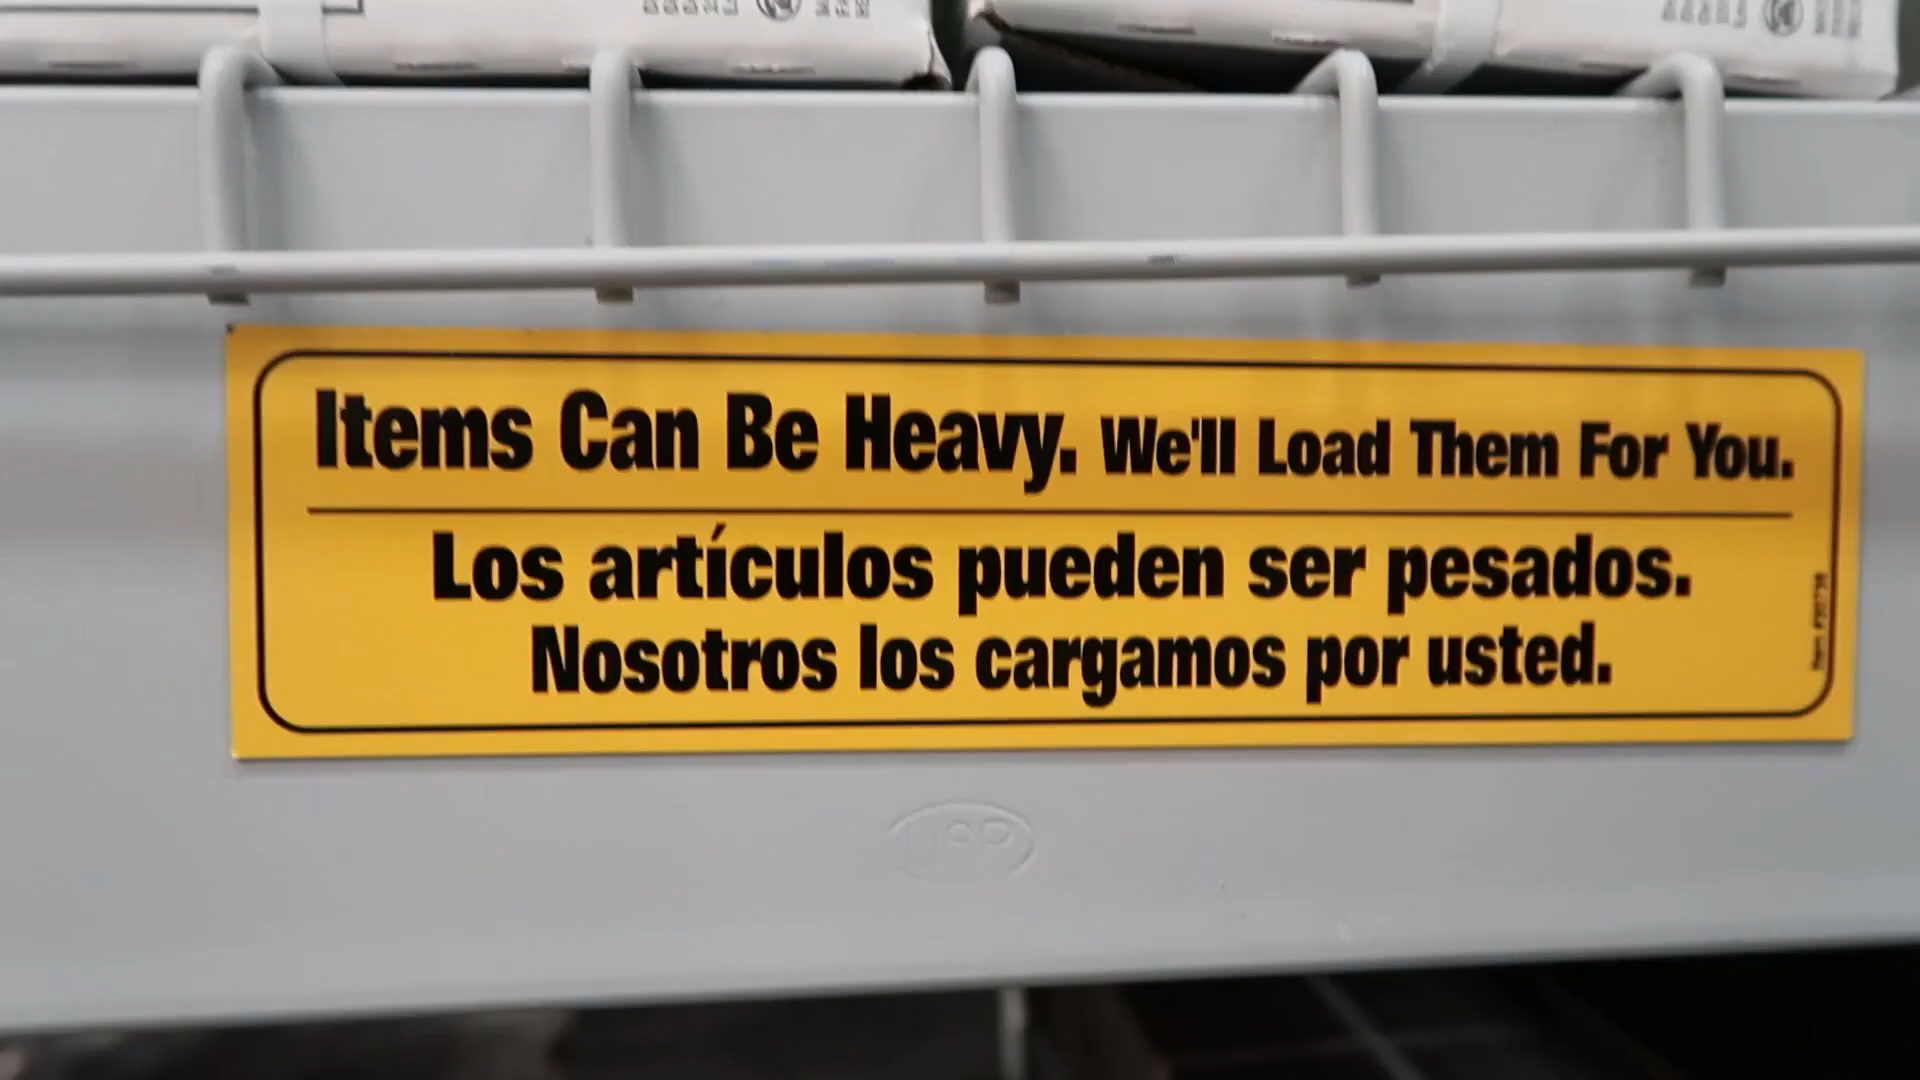 Items Can Be Heavy. We'll Load Them For You.
Los artículos pueden ser pesados.
Nosotros los cargamos por usted.